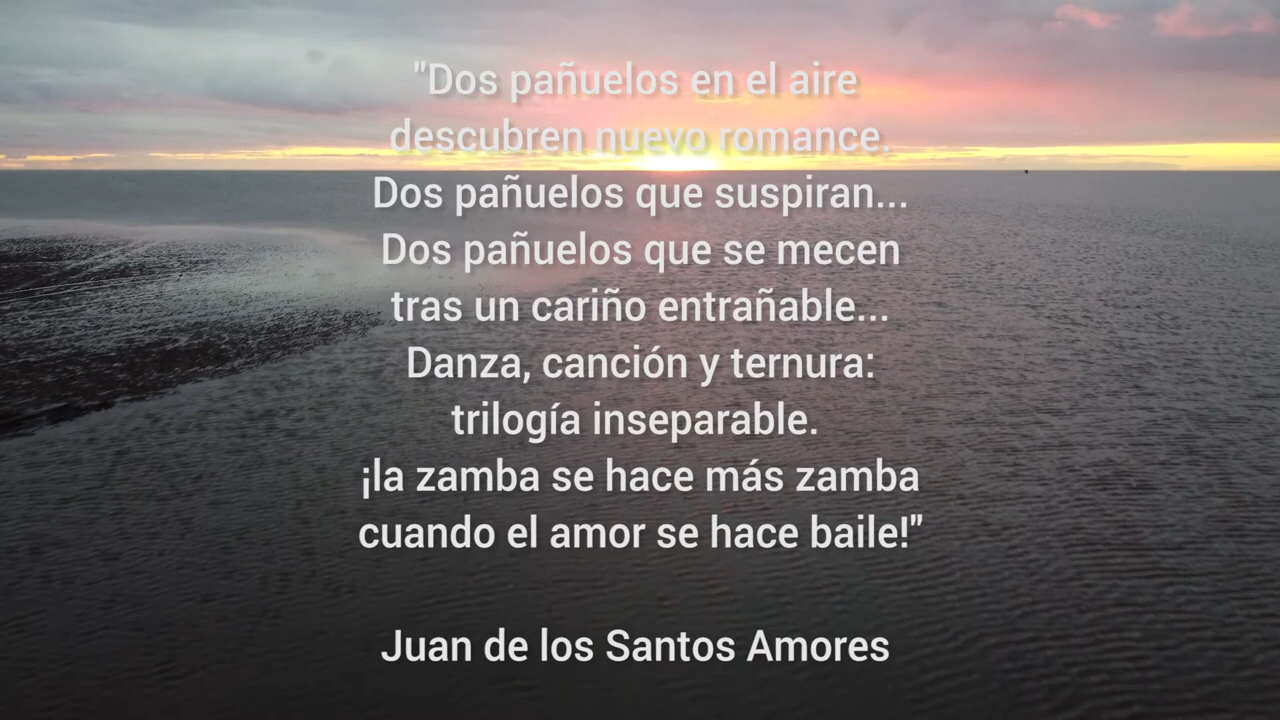 "Dos pañuelos en el aire
descubren nuevo romance.
Dos pañuelos que suspiran...
Dos pañuelos que se mecen
tras un cariño entrañable...
Danza, canción y ternura:
trilogía inseparable.
¡la zamba se hace más zamba
cuando el amor se hace baile!"
Juan de los Santos Amores